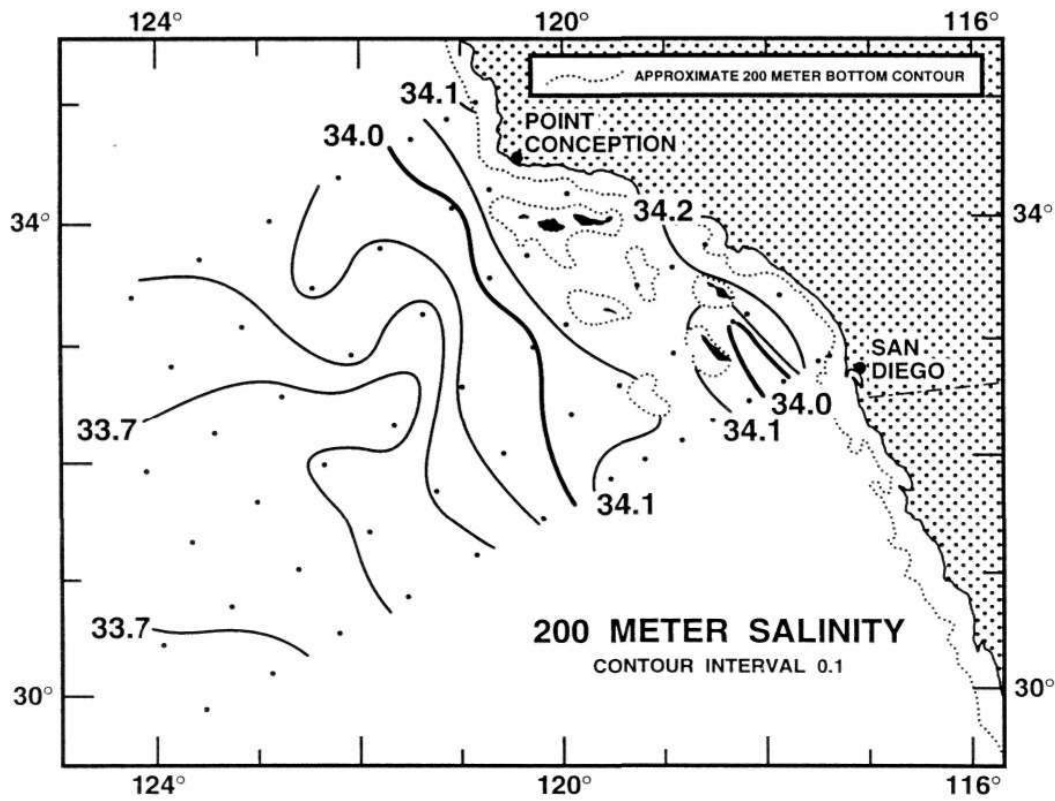 124° 120° 116°
APPROXIMATE 200 METER BOTTOM CONTOUR
34.1
POINT
CONCEPTION
34.0
34° 34.2 34°
SAN
DIEGO
34.0
33.7 34.1
34.1
33.7 200 METER SALINITY
CONTOUR INTERVAL 0.1
30° 30°
124° 120° 116°